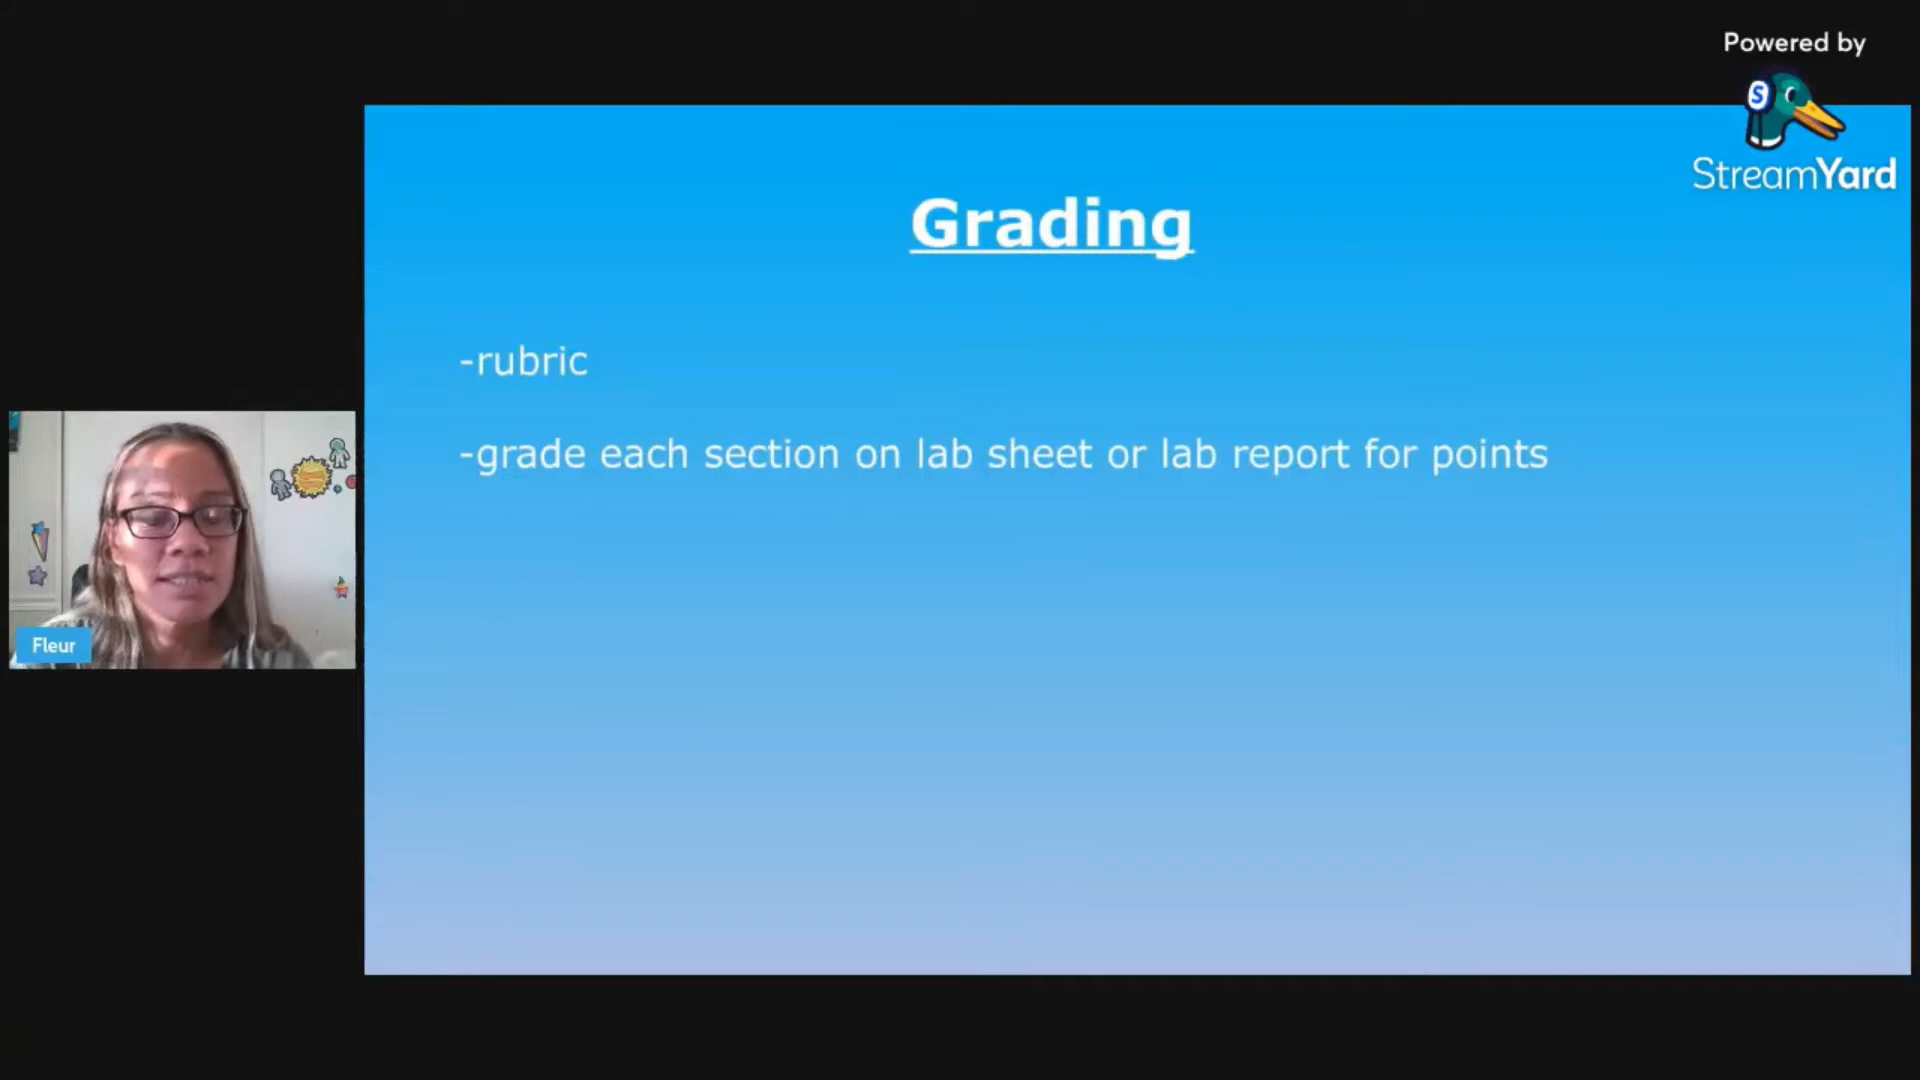 Powered by
S
StreamYard
Grading
-rubric
-grade each section on lab sheet or lab report for points
Fleur